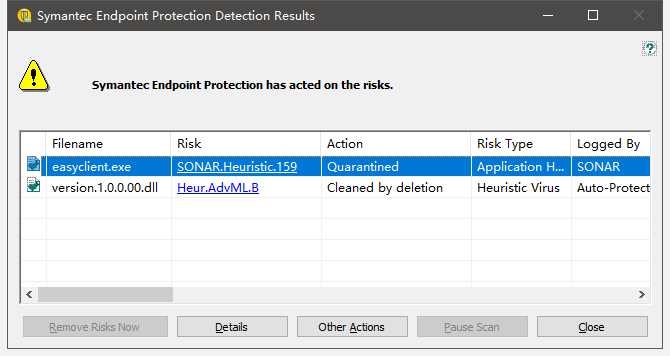 Symantec Endpoint Protection Detection Results
?
Symantec Endpoint Protection has acted on the risks.
Filename Risk Action Risk Type Logged By
easyclient.exe SONAR.Heuristic.159 Quarantined Application H... SONAR
version.1.0.0.00.dll Heur.AdvML.B Cleaned by deletion Heuristic Virus Auto-Protect
Remove Risks Now Details Other Actions Pause Scan Close